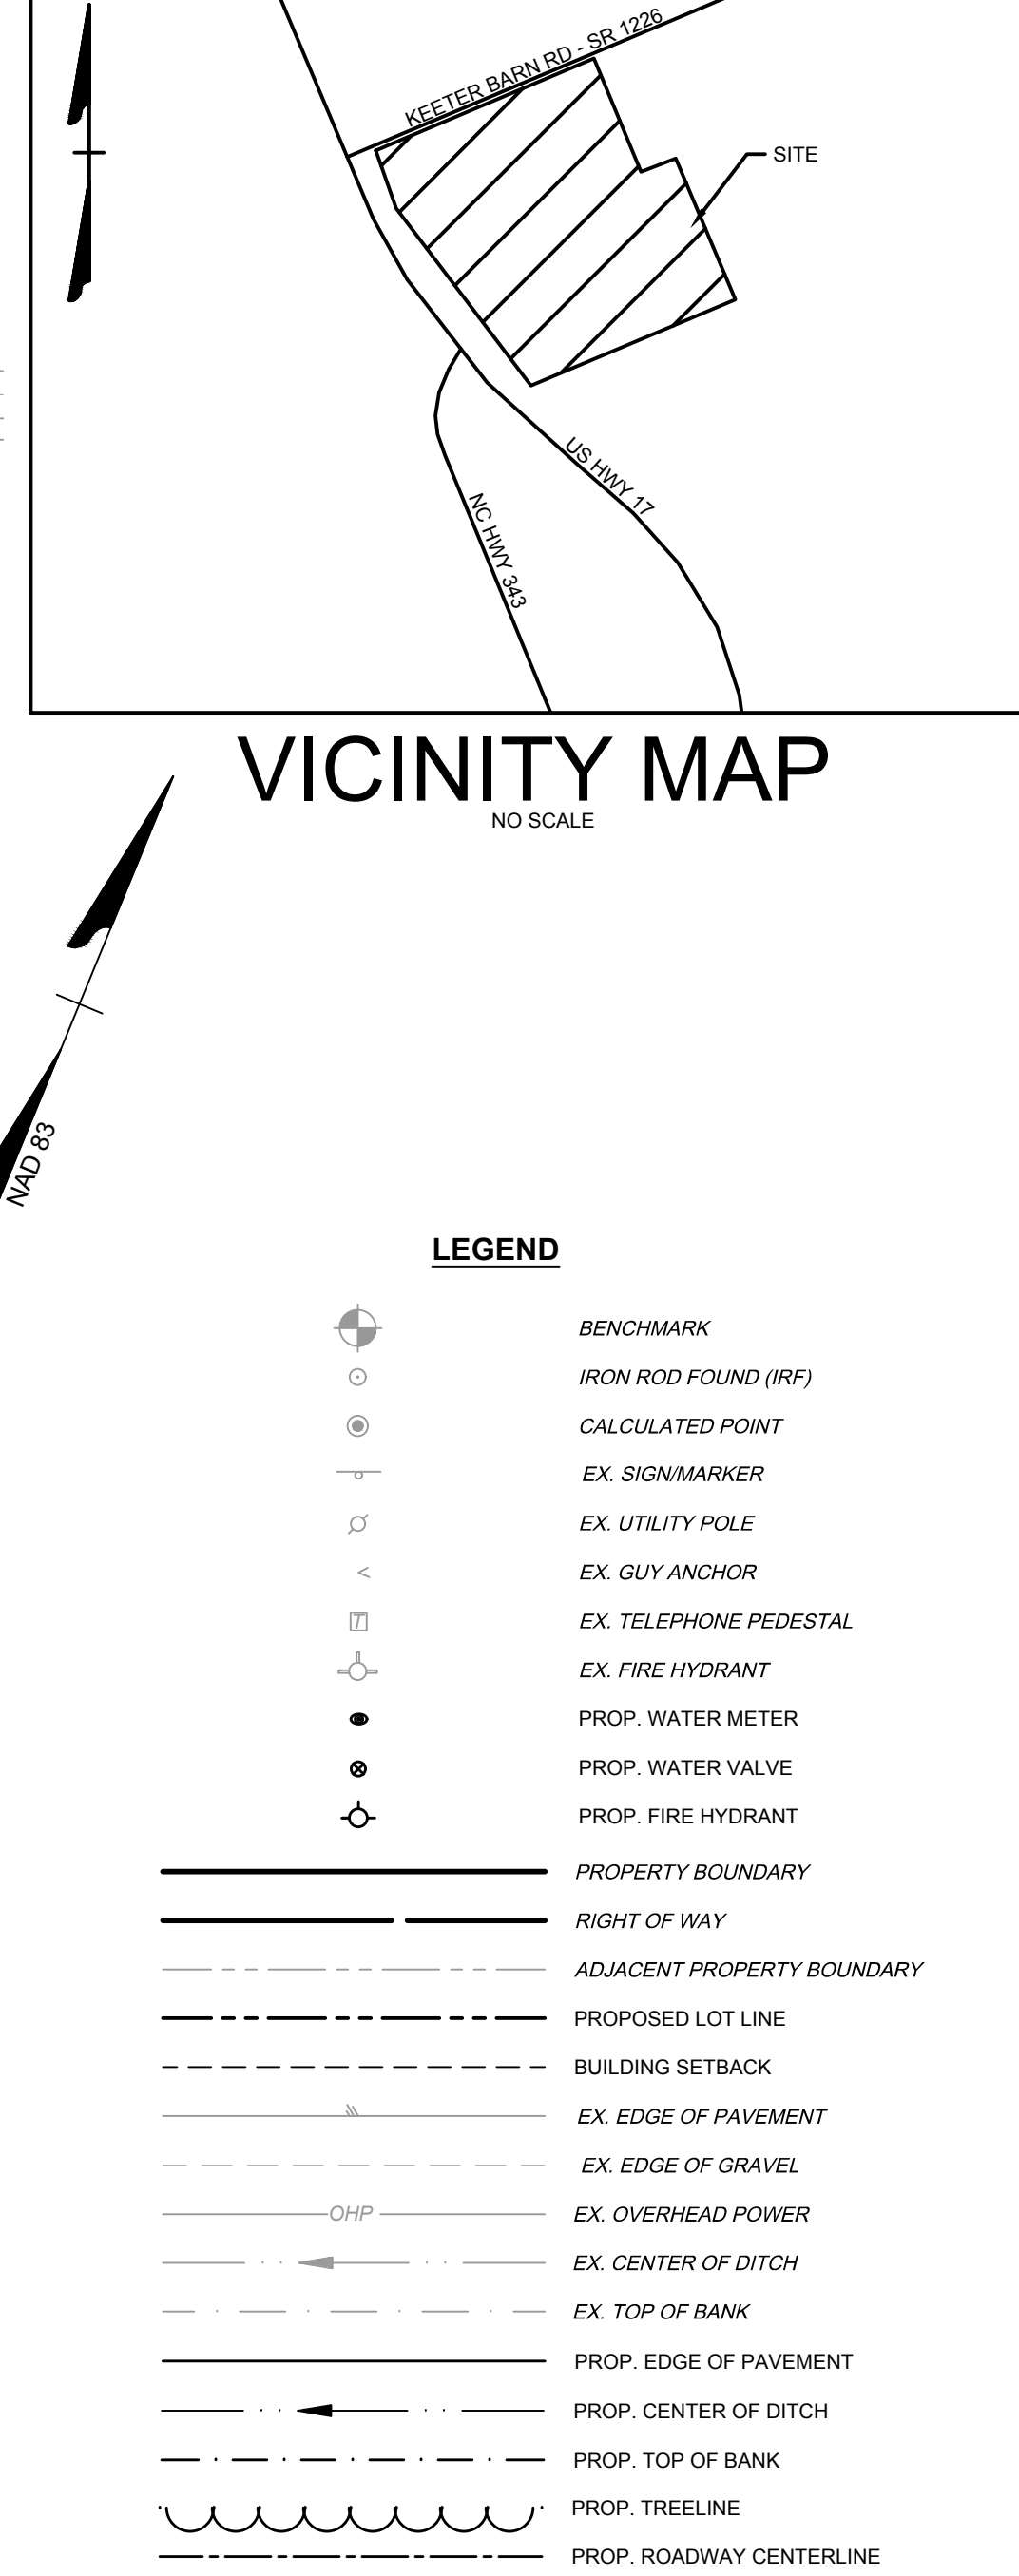 KEETER BARN RD - SR 1226
SITE
US HWY 17
NC HWY 343
VICINITY MAP
NO SCALE
NAD 83
LEGEND
BENCHMARK
IRON ROD FOUND (IRF)
CALCULATED POINT
EX. SIGN/MARKER
EX. UTILITY POLE
EX. GUY ANCHOR
T EX. TELEPHONE PEDESTAL
EX. FIRE HYDRANT
PROP. WATER METER
PROP. WATER VALVE
PROP. FIRE HYDRANT
PROPERTY BOUNDARY
RIGHT OF WAY
ADJACENT PROPERTY BOUNDARY
PROPOSED LOT LINE
BUILDING SETBACK
EX. EDGE OF PAVEMENT
EX. EDGE OF GRAVEL
OHP EX. OVERHEAD POWER
EX. CENTER OF DITCH
EX. TOP OF BANK
PROP. EDGE OF PAVEMENT
PROP. CENTER OF DITCH
PROP. TOP OF BANK
PROP. TREELINE
PROP. ROADWAY CENTERLINE